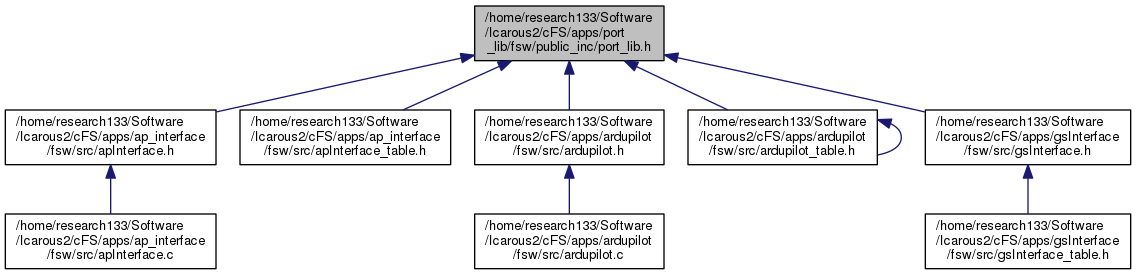 /home/research133/Software
/Icarous2/cFS/apps/port
_lib/fsw/public_inc/port_lib.h
/home/research133/Software
/Icarous2/cFS/apps/ap_interface
/fsw/src/apInterface.h
/home/research133/Software
/Icarous2/cFS/apps/ap_interface
/fsw/src/apInterface_table.h
/home/research133/Software
/Icarous2/cFS/apps/ardupilot
/fsw/src/ardupilot.h
/home/research133/Software
/Icarous2/cFS/apps/ardupilot
/fsw/src/ardupilot_table.h
/home/research133/Software
/Icarous2/cFS/apps/gsInterface
/fsw/src/gsInterface.h
/home/research133/Software
/Icarous2/cFS/apps/ap_interface
/fsw/src/apInterface.c
/home/research133/Software
/Icarous2/cFS/apps/ardupilot
/fsw/src/ardupilot.c
/home/research133/Software
/Icarous2/cFS/apps/gsInterface
/fsw/src/gsInterface_table.h